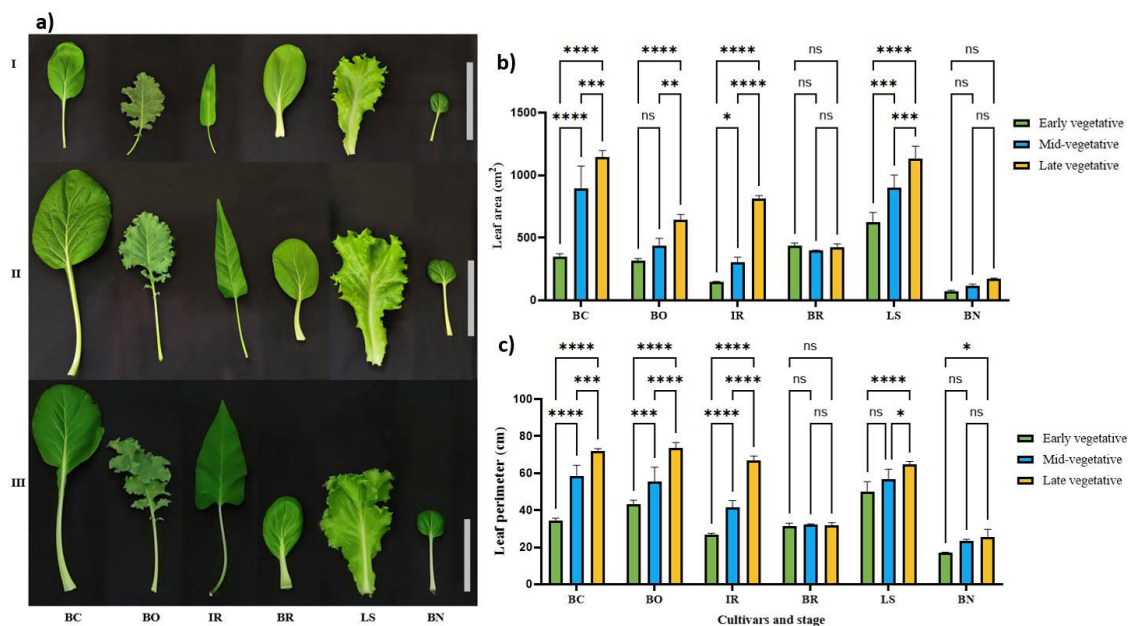 a)
I
II
III
BC BO IR BR LS BN
b)
**** **** **** ns **** ns
*** ** **** ns *** ns
**** ns * ns *** ns
Leaf area (cm²)
1500
1000
500
0
BC BO IR BR LS BN
Early vegetative
Mid-vegetative
Late vegetative
c)
**** **** **** ns **** *
*** **** **** ns * ns
**** *** **** ns ns ns
Leaf perimeter (cm)
100
80
60
40
20
0
BC BO IR BR LS BN
Cultivars and stage
Early vegetative
Mid-vegetative
Late vegetative